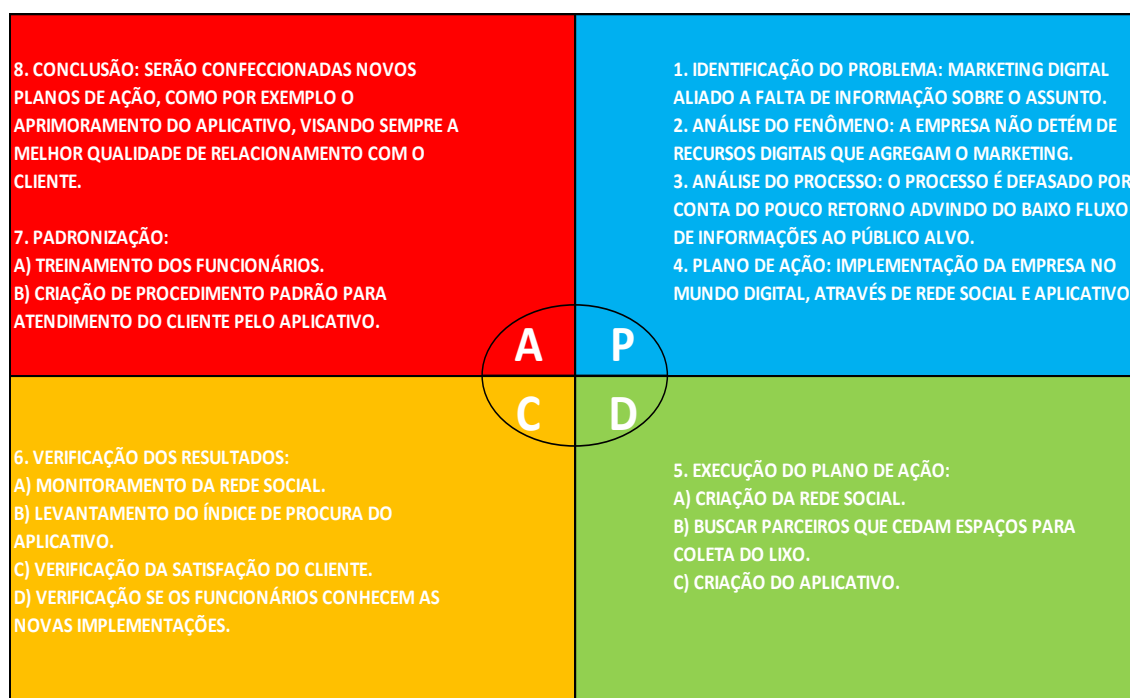 8. CONCLUSÃO: SERÃO CONFECCIONADAS NOVOS
PLANOS DE AÇÃO, COMO POR EXEMPLO O
APRIMORAMENTO DO APLICATIVO, VISANDO SEMPRE A
MELHOR QUALIDADE DE RELACIONAMENTO COM O
CLIENTE.
7. PADRONIZAÇÃO:
A) TREINAMENTO DOS FUNCIONÁRIOS.
B) CRIAÇÃO DE PROCEDIMENTO PADRÃO PARA
ATENDIMENTO DO CLIENTE PELO APLICATIVO.
1. IDENTIFICAÇÃO DO PROBLEMA: MARKETING DIGITAL
ALIADO A FALTA DE INFORMAÇÃO SOBRE O ASSUNTO.
2. ANÁLISE DO FENÔMENO: A EMPRESA NÃO DETÉM DE
RECURSOS DIGITAIS QUE AGREGAM O MARKETING.
3. ANÁLISE DO PROCESSO: O PROCESSO É DEFASADO POR
CONTA DO POUCO RETORNO ADVINDO DO BAIXO FLUXO
DE INFORMAÇÕES AO PÚBLICO ALVO.
4. PLANO DE AÇÃO: IMPLEMENTAÇÃO DA EMPRESA NO
MUNDO DIGITAL, ATRAVÉS DE REDE SOCIAL E APLICATIVO
A P
C D
6. VERIFICAÇÃO DOS RESULTADOS:
A) MONITORAMENTO DA REDE SOCIAL.
B) LEVANTAMENTO DO ÍNDICE DE PROCURA DO
APLICATIVO.
C) VERIFICAÇÃO DA SATISFAÇÃO DO CLIENTE.
D) VERIFICAÇÃO SE OS FUNCIONÁRIOS CONHECEM AS
NOVAS IMPLEMENTAÇÕES.
5. EXECUÇÃO DO PLANO DE AÇÃO:
A) CRIAÇÃO DA REDE SOCIAL.
B) BUSCAR PARCEIROS QUE CEDAM ESPAÇOS PARA
COLETA DO LIXO.
C) CRIAÇÃO DO APLICATIVO.